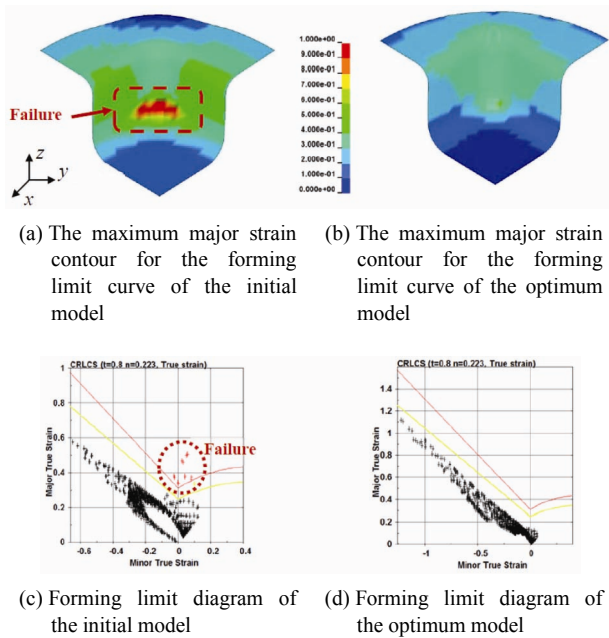 1.000e+00
9.000e-01
8.000e-01
7.000e-01
6.000e-01
5.000e-01
4.000e-01
3.000e-01
2.000e-01
1.000e-01
0.000e+00
Failure
z
y
x
(a) The maximum major strain
contour for the forming
limit curve of the initial
model
(b) The maximum major strain
contour for the forming
limit curve of the optimum
model
CRLCS (t=0.8 n=0.223, True strain)
Major True Strain
1
0.8
0.6
0.4
0.2
0
Failure
-0.6
-0.4
-0.2
0
0.2
0.4
Minor True Strain
CRLCS (t=0.8 n=0.223, True strain)
Major True Strain
1.4
1.2
1
0.8
0.6
0.4
0.2
0
-1
-0.5
0
Minor True Strain
(c) Forming limit diagram of
the initial model
(d) Forming limit diagram of
the optimum model